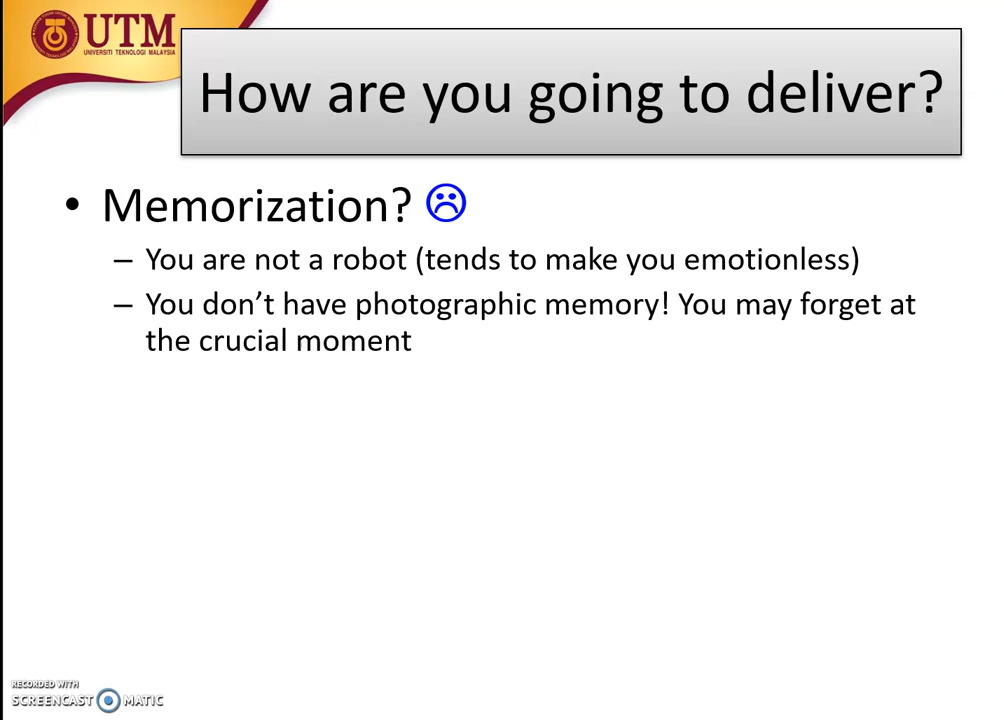 UTM
UNIVERSITI TEKNOLOGI MALAYSIA
How are you going to deliver?
• Memorization? ☹
– You are not a robot (tends to make you emotionless)
– You don’t have photographic memory! You may forget at
the crucial moment
RECORDED WITH
SCREENCAST MATIC